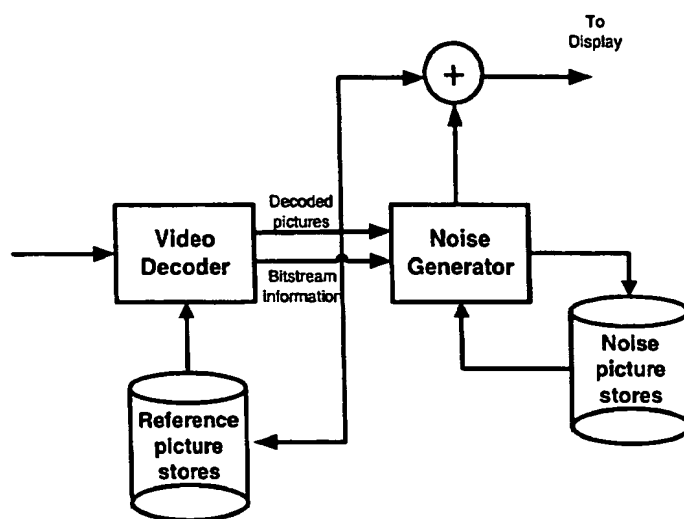 To
Display
+
Decoded
pictures
Video
Decoder
Noise
Generator
Bitstream
Information
Noise
picture
stores
Reference
picture
stores